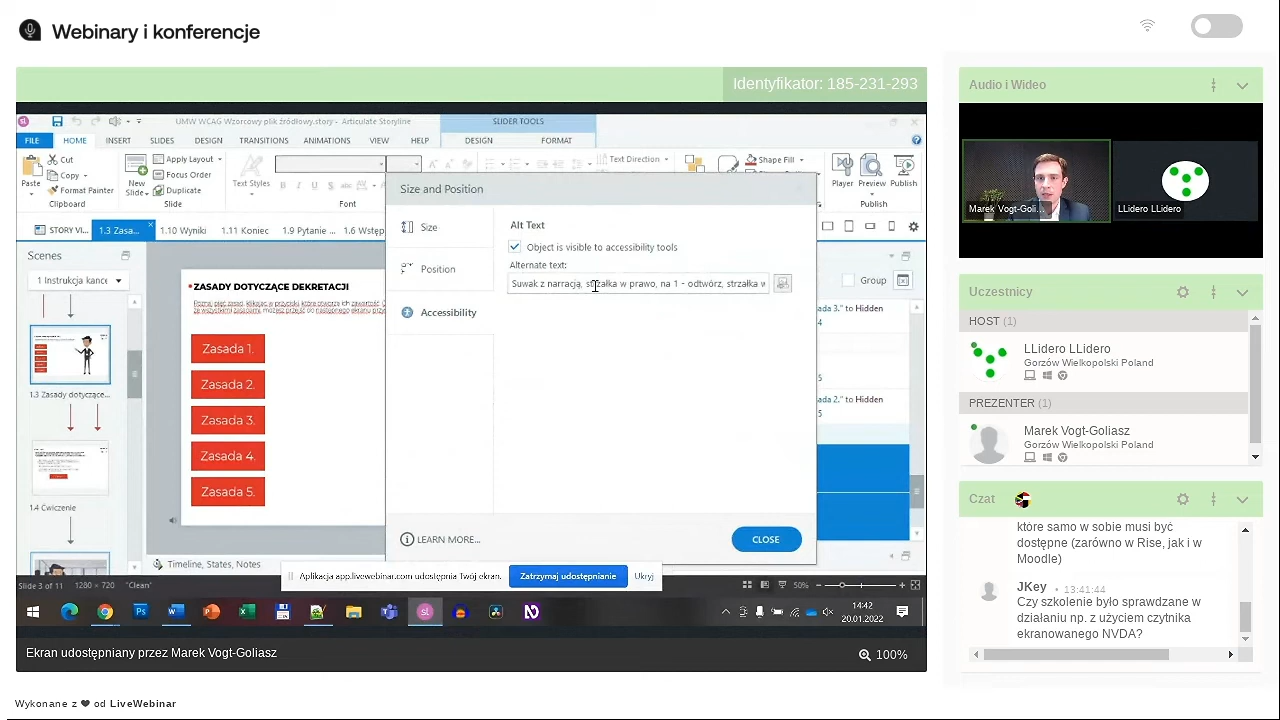 Webinary i konferencje
Identyfikator: 185-231-293
UMW WCAG Wzorcowy plik źródłowy.story - Articulate Storyline
SLIDER TOOLS
FILE HOME INSERT SLIDES DESIGN TRANSITIONS ANIMATIONS VIEW HELP DESIGN FORMAT
Paste
Cut
Copy
Format Painter
Clipboard
New Slide
Apply Layout
Focus Order
Duplicate
Slide
Text Styles
Font
Text Direction
Shape Fill
Player
Preview
Publish
Publish
STORY VI...
1.3 Zasa...
1.10 Wyniki
1.11 Koniec
1.9 Pytanie ...
1.6 Wstęp
Scenes
1 Instrukcja kance
1.3 Zasady dotyczące...
1.4 Ćwiczenie
ZASADY DOTYCZĄCE DEKRETACJI
Zasada 1.
Zasada 2.
Zasada 3.
Zasada 4.
Zasada 5.
Size and Position
Size
Position
Accessibility
Alt Text
Object is visible to accessibility tools
Alternate text:
Suwak z narracją, strzałka w prawo, na 1 - odtwórz, strzałka w
LEARN MORE...
CLOSE
Group
3." to Hidden
4
5
ada 2." to Hidden
5
Timeline, States, Notes
Aplikacja app.livewebinar.com udostępnia Twój ekran.
Zatrzymaj udostępnianie
Ukryj
Slide 3 of 11
1280 × 720
"Clean"
50%
14:42
20.01.2022
Ekran udostępniany przez Marek Vogt-Goliasz
100%
Wykonane z ♥ od LiveWebinar
Audio i Wideo
Marek Vogt-Goli...
LLidero LLidero
Uczestnicy
HOST (1)
LLidero LLidero
Gorzów Wielkopolski Poland
PREZENTER (1)
Marek Vogt-Goliasz
Gorzów Wielkopolski Poland
Czat
które samo w sobie musi być
dostępne (zarówno w Rise, jak i w
Moodle)
JKey • 13:41:44
Czy szkolenie było sprawdzane w
działaniu np. z użyciem czytnika
ekranowanego NVDA?